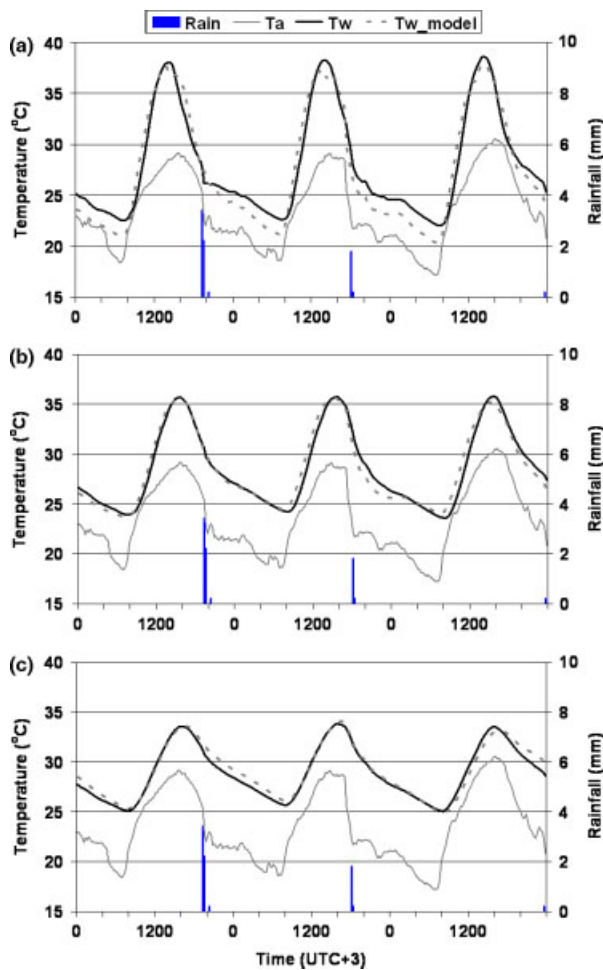 Rain Ta Tw Tw_model
(a)
40 10
35 8
30 6
25 4
20 2
15 0
Temperature (°C)
Rainfall (mm)
0 1200 0 1200 0 1200
(b)
40 10
35 8
30 6
25 4
20 2
15 0
Temperature (°C)
Rainfall (mm)
0 1200 0 1200 0 1200
(c)
40 10
35 8
30 6
25 4
20 2
15 0
Temperature (°C)
Rainfall (mm)
0 1200 0 1200 0 1200
Time (UTC+3)